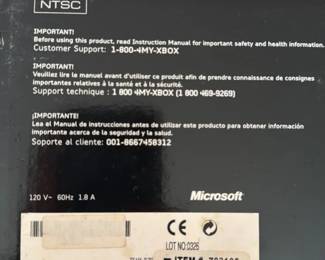 NTSC
IMPORTANT!
Before using this product, read Instruction Manual for important safety and health information.
Customer Support: 1-800-4MY-XBOX
IMPORTANT!
Veuillez lire le manuel avant d'utiliser ce produit afin de prendre connaissance de consignes
importantes relatives à la santé et à la sécurité.
Support technique : 1 800 4MY-XBOX (1 800 469-9269)
¡IMPORTANTE!
Lea el Manual de instrucciones antes de utilizar este producto para obtener información
importante acerca de la seguridad y la salud.
Soporte al cliente: 001-8667458312
120 V~ 60Hz 1.8 A
Microsoft
CE
LOT NO:0325
ITEM #